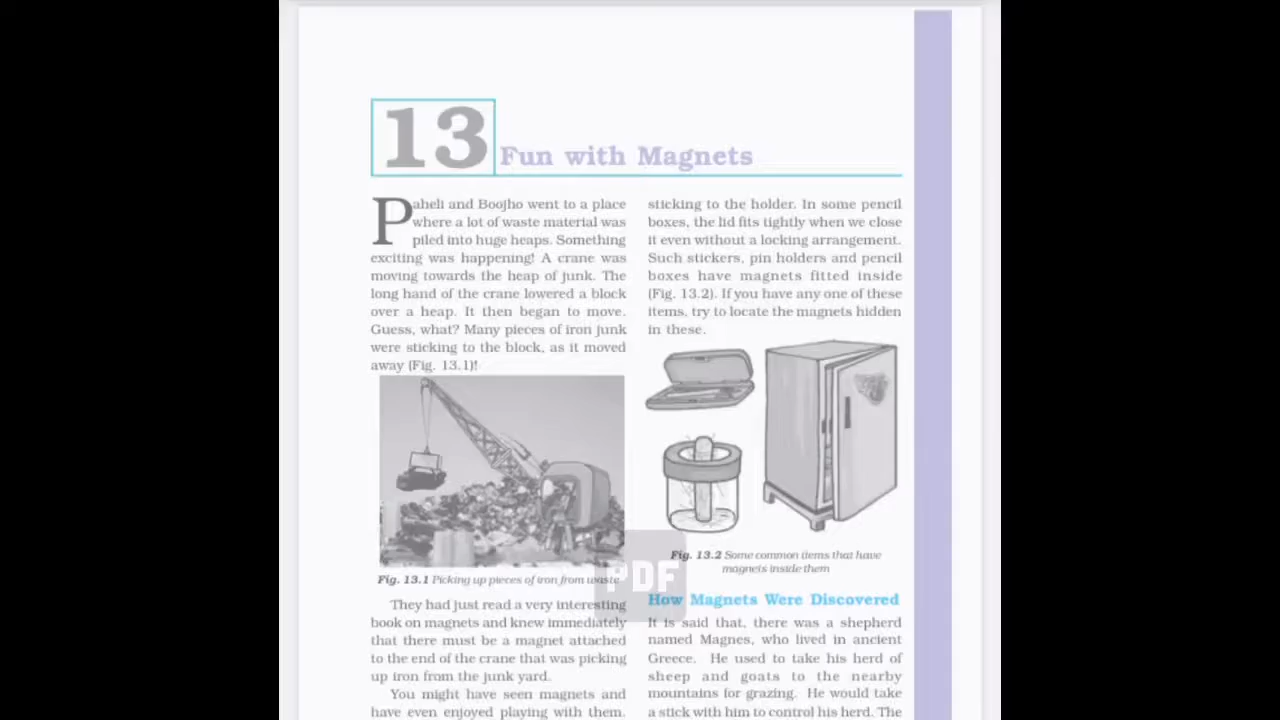 13
Fun with Magnets
Paheli and Boojho went to a place
where a lot of waste material was
piled into huge heaps. Something
exciting was happening! A crane was
moving towards the heap of junk. The
long hand of the crane lowered a block
over a heap. It then began to move.
Guess, what? Many pieces of iron junk
were sticking to the block, as it moved
away (Fig. 13.1)!
Fig. 13.1 Picking up pieces of iron from waste
They had just read a very interesting
book on magnets and knew immediately
that there must be a magnet attached
to the end of the crane that was picking
up iron from the junk yard.
You might have seen magnets and
have even enjoyed playing with them.
sticking to the holder. In some pencil
boxes, the lid fits tightly when we close
it even without a locking arrangement.
Such stickers, pin holders and pencil
boxes have magnets fitted inside
(Fig. 13.2). If you have any one of these
items, try to locate the magnets hidden
in these.
Fig. 13.2 Some common items that have
magnets inside them
How Magnets Were Discovered
It is said that, there was a shepherd
named Magnes, who lived in ancient
Greece. He used to take his herd of
sheep and goats to the nearby
mountains for grazing. He would take
a stick with him to control his herd. The
PDF